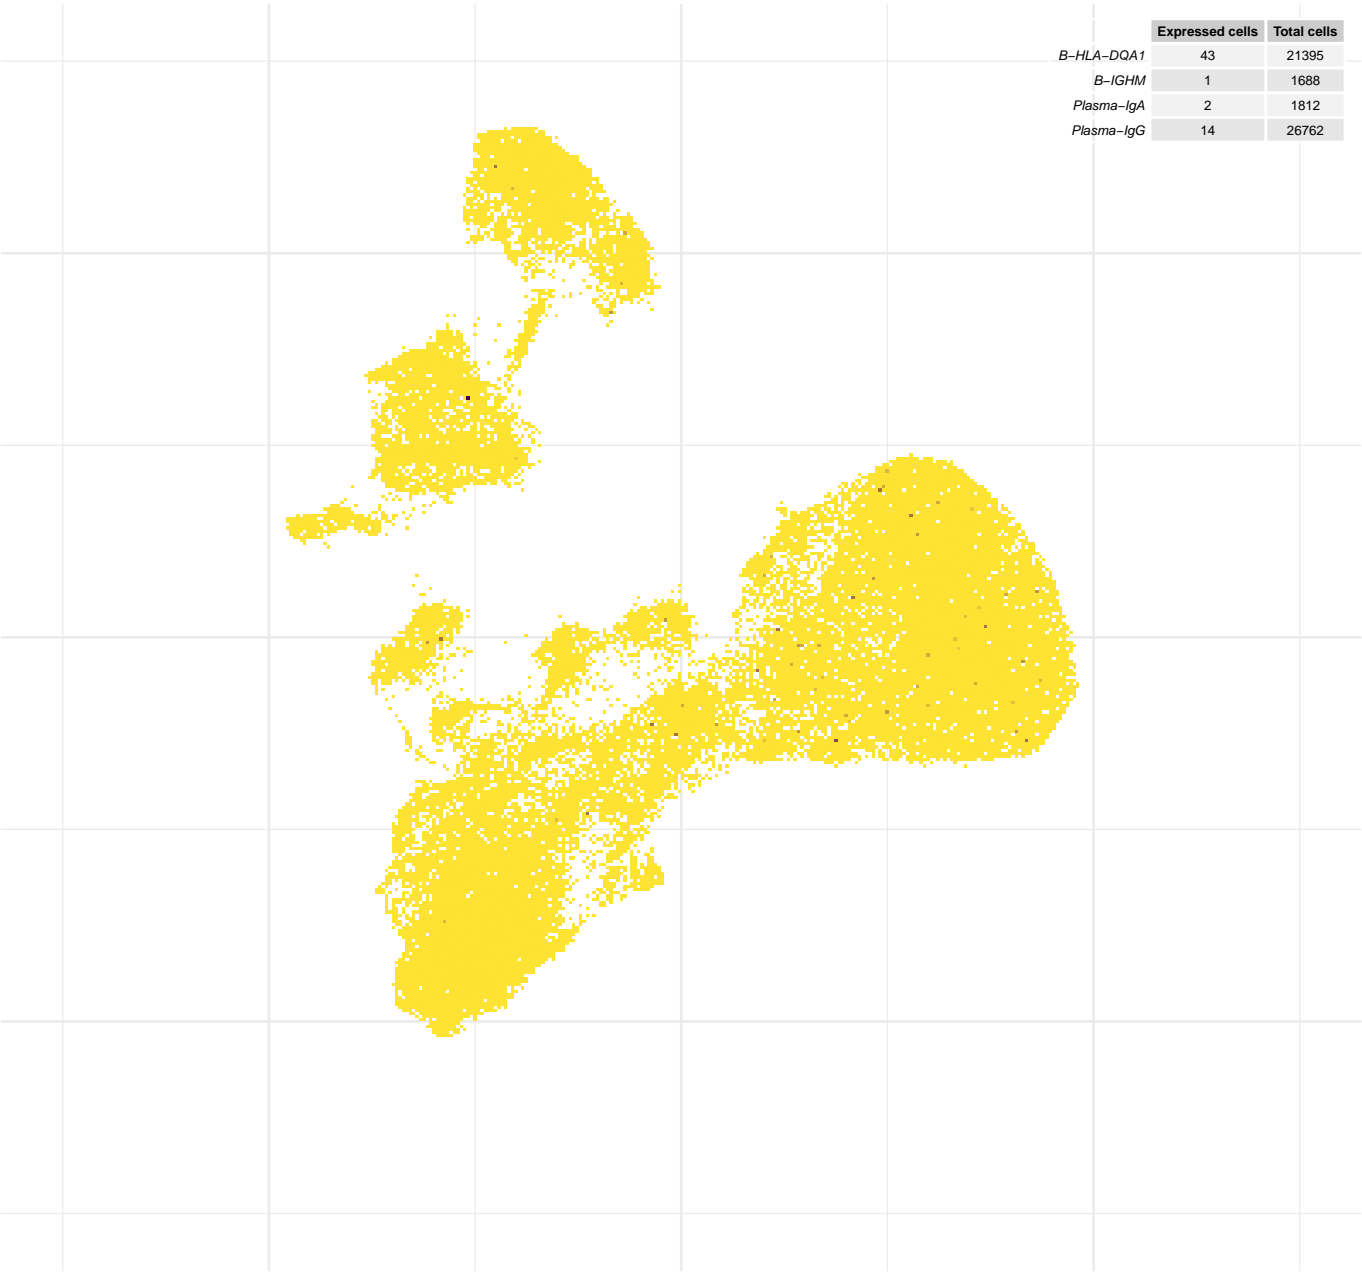 Expressed cells Total cells
B−HLA−DQA1 43 21395
B−IGHM 1 1688
Plasma−IgA 2 1812
Plasma−IgG 14 26762